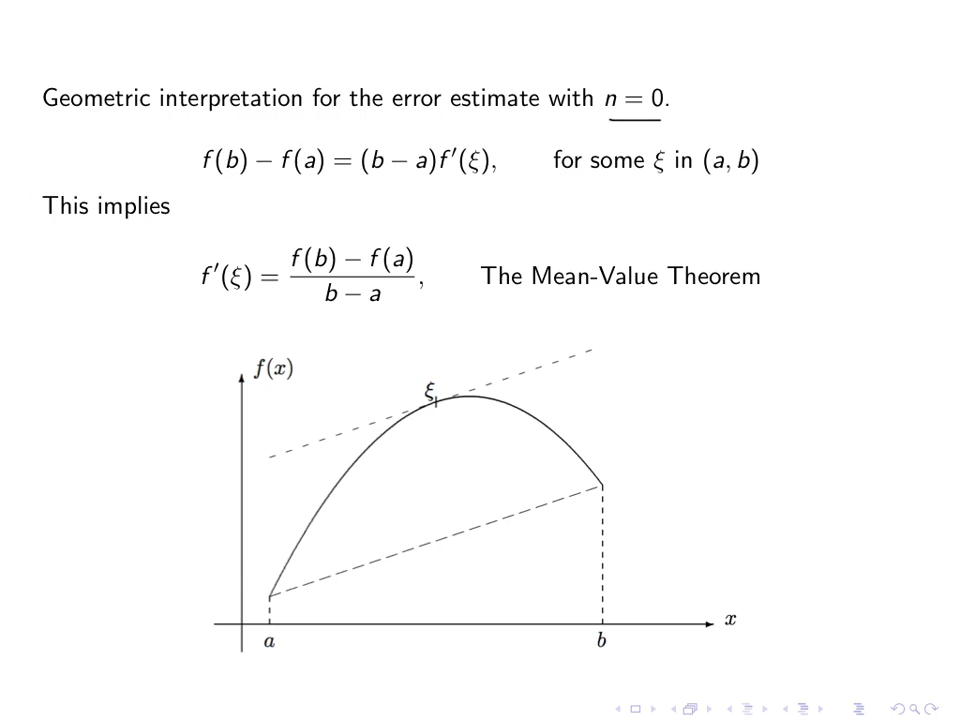 Geometric interpretation for the error estimate with n = 0.
f(b) − f(a) = (b − a)f′(ξ), for some ξ in (a, b)
This implies
f′(ξ) = f(b) − f(a) / b − a, The Mean-Value Theorem
f(x)
ξ
x
a b